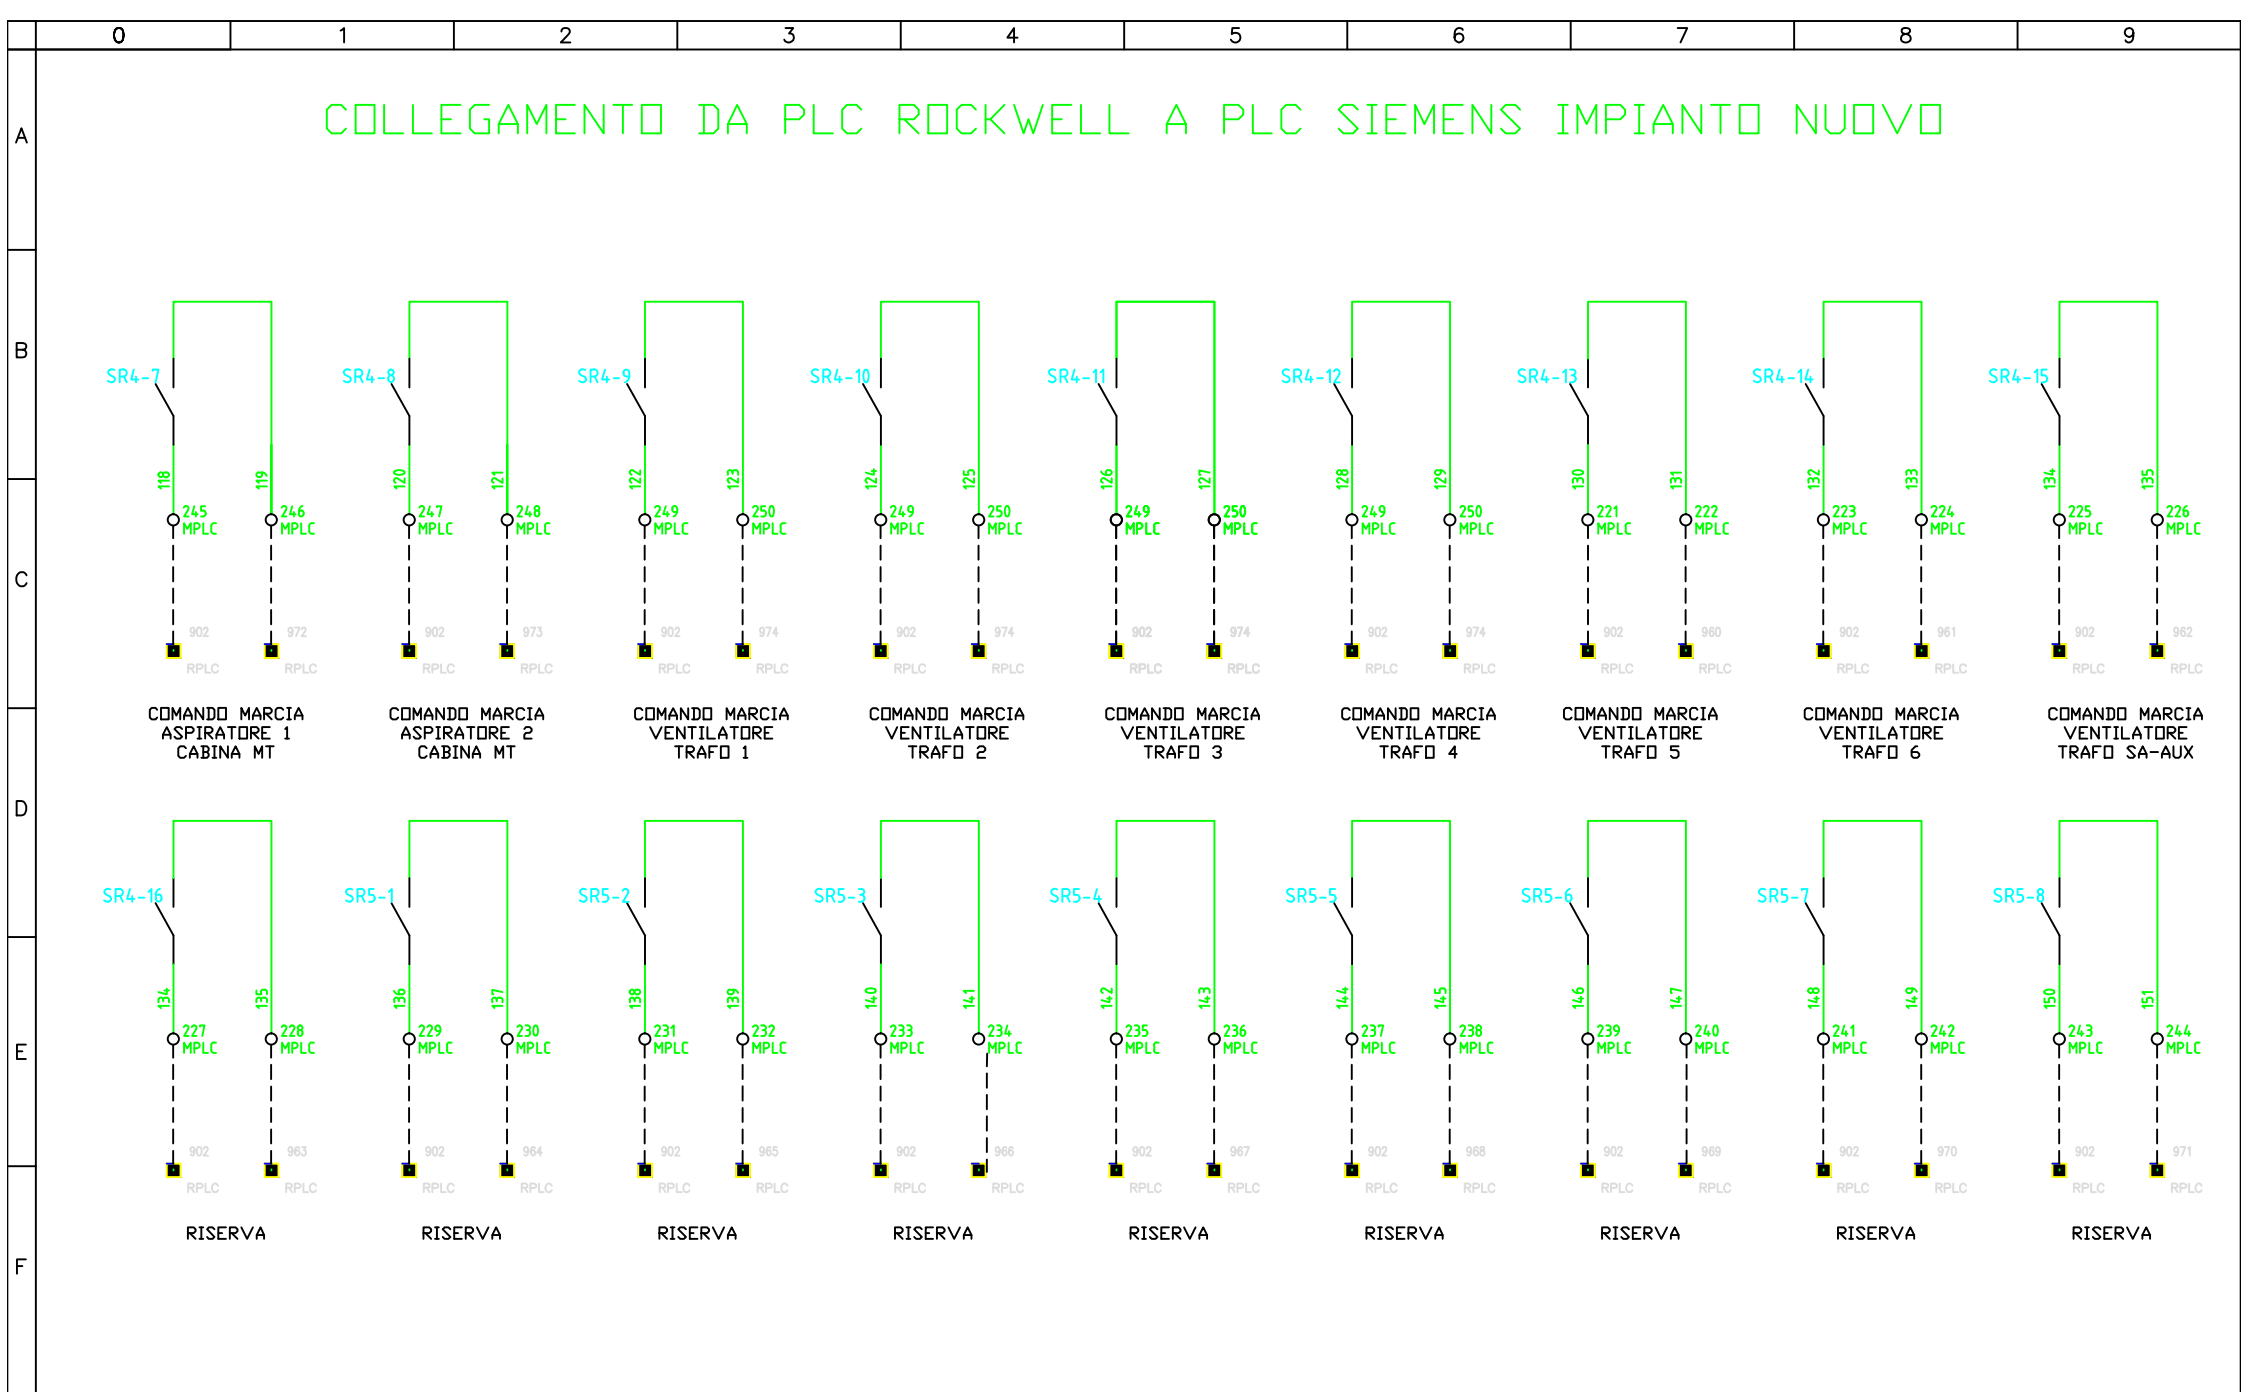 0 1 2 3 4 5 6 7 8 9
A
COLLEGAMENTO DA PLC ROCKWELL A PLC SIEMENS IMPIANTO NUOVO
B
SR4-7 SR4-8 SR4-9 SR4-10 SR4-11 SR4-12 SR4-13 SR4-14 SR4-15
118 119 120 121 122 123 124 125 126 127 128 129 130 131 132 133 134 135
245 246 247 248 249 250 249 250 249 250 249 250 221 222 223 224 225 226
MPLC MPLC MPLC MPLC MPLC MPLC MPLC MPLC MPLC MPLC MPLC MPLC MPLC MPLC MPLC MPLC MPLC MPLC
C
902 972 902 973 902 974 902 974 902 974 902 974 902 960 902 961 902 962
RPLC RPLC RPLC RPLC RPLC RPLC RPLC RPLC RPLC RPLC RPLC RPLC RPLC RPLC RPLC RPLC RPLC RPLC
COMANDO MARCIA COMANDO MARCIA COMANDO MARCIA COMANDO MARCIA COMANDO MARCIA COMANDO MARCIA COMANDO MARCIA COMANDO MARCIA COMANDO MARCIA
ASPIRATORE 1 ASPIRATORE 2 VENTILATORE VENTILATORE VENTILATORE VENTILATORE VENTILATORE VENTILATORE VENTILATORE
CABINA MT CABINA MT TRAFO 1 TRAFO 2 TRAFO 3 TRAFO 4 TRAFO 5 TRAFO 6 TRAFO SA-AUX
D
SR4-16 SR5-1 SR5-2 SR5-3 SR5-4 SR5-5 SR5-6 SR5-7 SR5-8
134 135 136 137 138 139 140 141 142 143 144 145 146 147 148 149 150 151
227 228 229 230 231 232 233 234 235 236 237 238 239 240 241 242 243 244
MPLC MPLC MPLC MPLC MPLC MPLC MPLC MPLC MPLC MPLC MPLC MPLC MPLC MPLC MPLC MPLC MPLC MPLC
E
902 963 902 964 902 965 902 966 902 967 902 968 902 969 902 970 902 971
RPLC RPLC RPLC RPLC RPLC RPLC RPLC RPLC RPLC RPLC RPLC RPLC RPLC RPLC RPLC RPLC RPLC RPLC
RISERVA RISERVA RISERVA RISERVA RISERVA RISERVA RISERVA RISERVA RISERVA
F